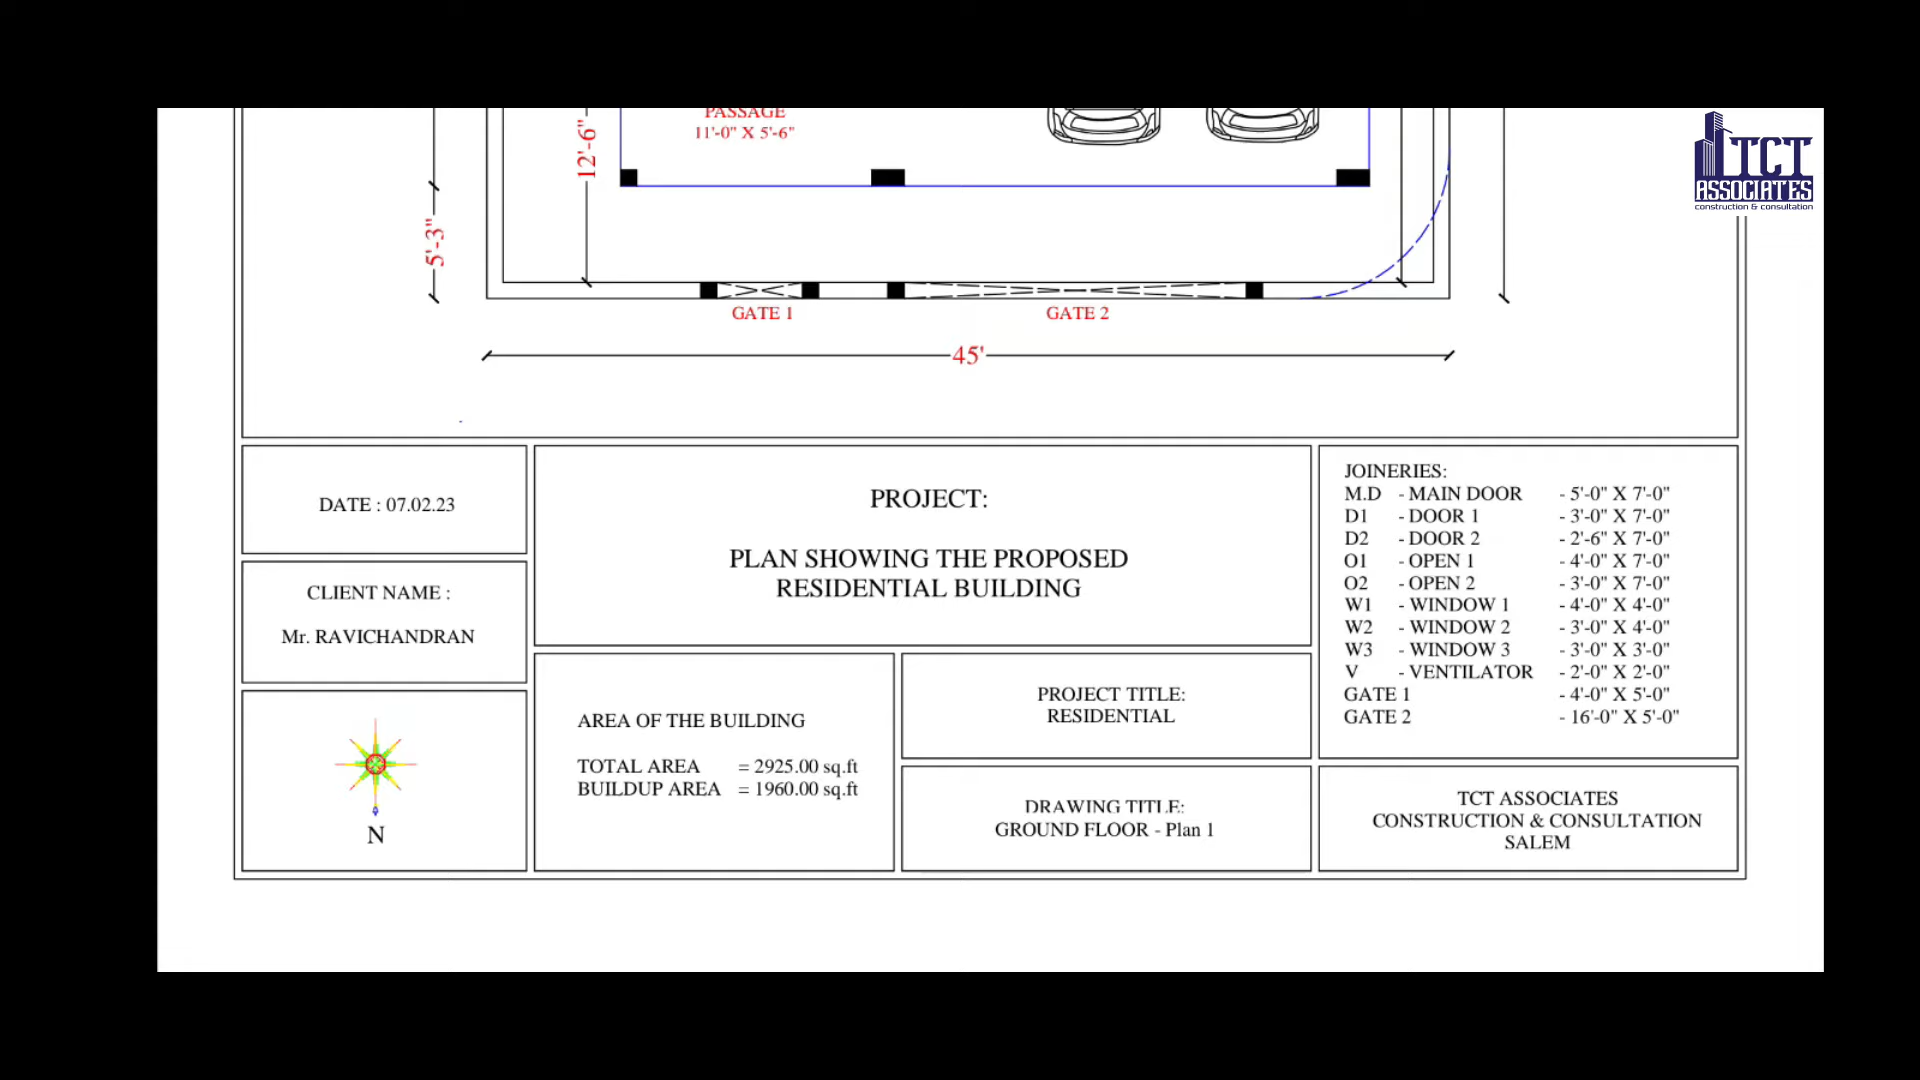 PASSAGE
11'-0" X 5'-6"
12'-6"
5'-3"
TCT
ASSOCIATES
construction & consultation
GATE 1
GATE 2
45'
DATE : 07.02.23
CLIENT NAME :
Mr. RAVICHANDRAN
N
PROJECT:
PLAN SHOWING THE PROPOSED
RESIDENTIAL BUILDING
AREA OF THE BUILDING
TOTAL AREA = 2925.00 sq.ft
BUILDUP AREA = 1960.00 sq.ft
PROJECT TITLE:
RESIDENTIAL
DRAWING TITLE:
GROUND FLOOR - Plan 1
JOINERIES:
M.D - MAIN DOOR - 5'-0" X 7'-0"
D1 - DOOR 1 - 3'-0" X 7'-0"
D2 - DOOR 2 - 2'-6" X 7'-0"
O1 - OPEN 1 - 4'-0" X 7'-0"
O2 - OPEN 2 - 3'-0" X 7'-0"
W1 - WINDOW 1 - 4'-0" X 4'-0"
W2 - WINDOW 2 - 3'-0" X 4'-0"
W3 - WINDOW 3 - 3'-0" X 3'-0"
V - VENTILATOR - 2'-0" X 2'-0"
GATE 1 - 4'-0" X 5'-0"
GATE 2 - 16'-0" X 5'-0"
TCT ASSOCIATES
CONSTRUCTION & CONSULTATION
SALEM